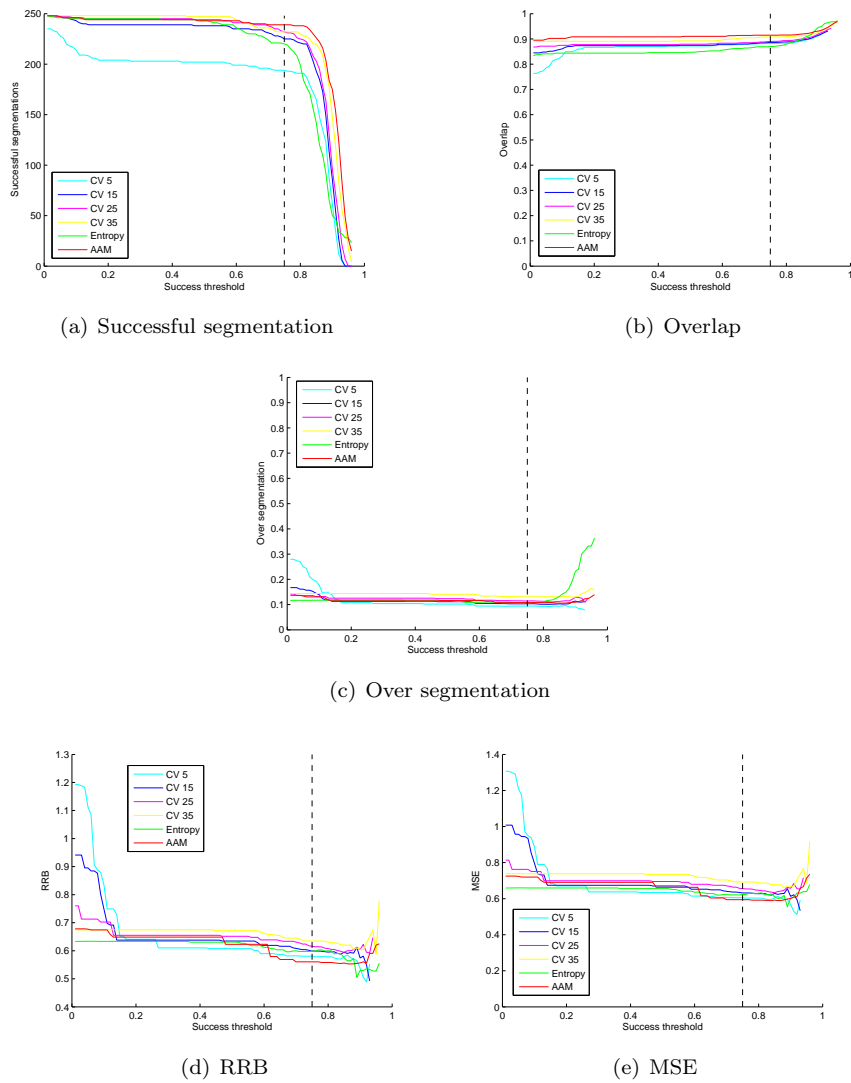 250
200
150
100
50
0
Successful segmentations
CV 5
CV 15
CV 25
CV 35
Entropy
AAM
0 0.2 0.4 0.6 0.8 1
Success threshold
(a) Successful segmentation
1
0.9
0.8
0.7
0.6
0.5
0.4
0.3
0.2
0.1
0
Overlap
CV 5
CV 15
CV 25
CV 35
Entropy
AAM
0 0.2 0.4 0.6 0.8 1
Success threshold
(b) Overlap
1
0.9
0.8
0.7
0.6
0.5
0.4
0.3
0.2
0.1
0
Over segmentation
CV 5
CV 15
CV 25
CV 35
Entropy
AAM
0 0.2 0.4 0.6 0.8 1
Success threshold
(c) Over segmentation
1.3
1.2
1.1
1
0.9
0.8
0.7
0.6
0.5
0.4
RRB
CV 5
CV 15
CV 25
CV 35
Entropy
AAM
0 0.2 0.4 0.6 0.8 1
Success threshold
(d) RRB
1.4
1.2
1
0.8
0.6
0.4
0.2
0
MSE
CV 5
CV 15
CV 25
CV 35
Entropy
AAM
0 0.2 0.4 0.6 0.8 1
Success threshold
(e) MSE